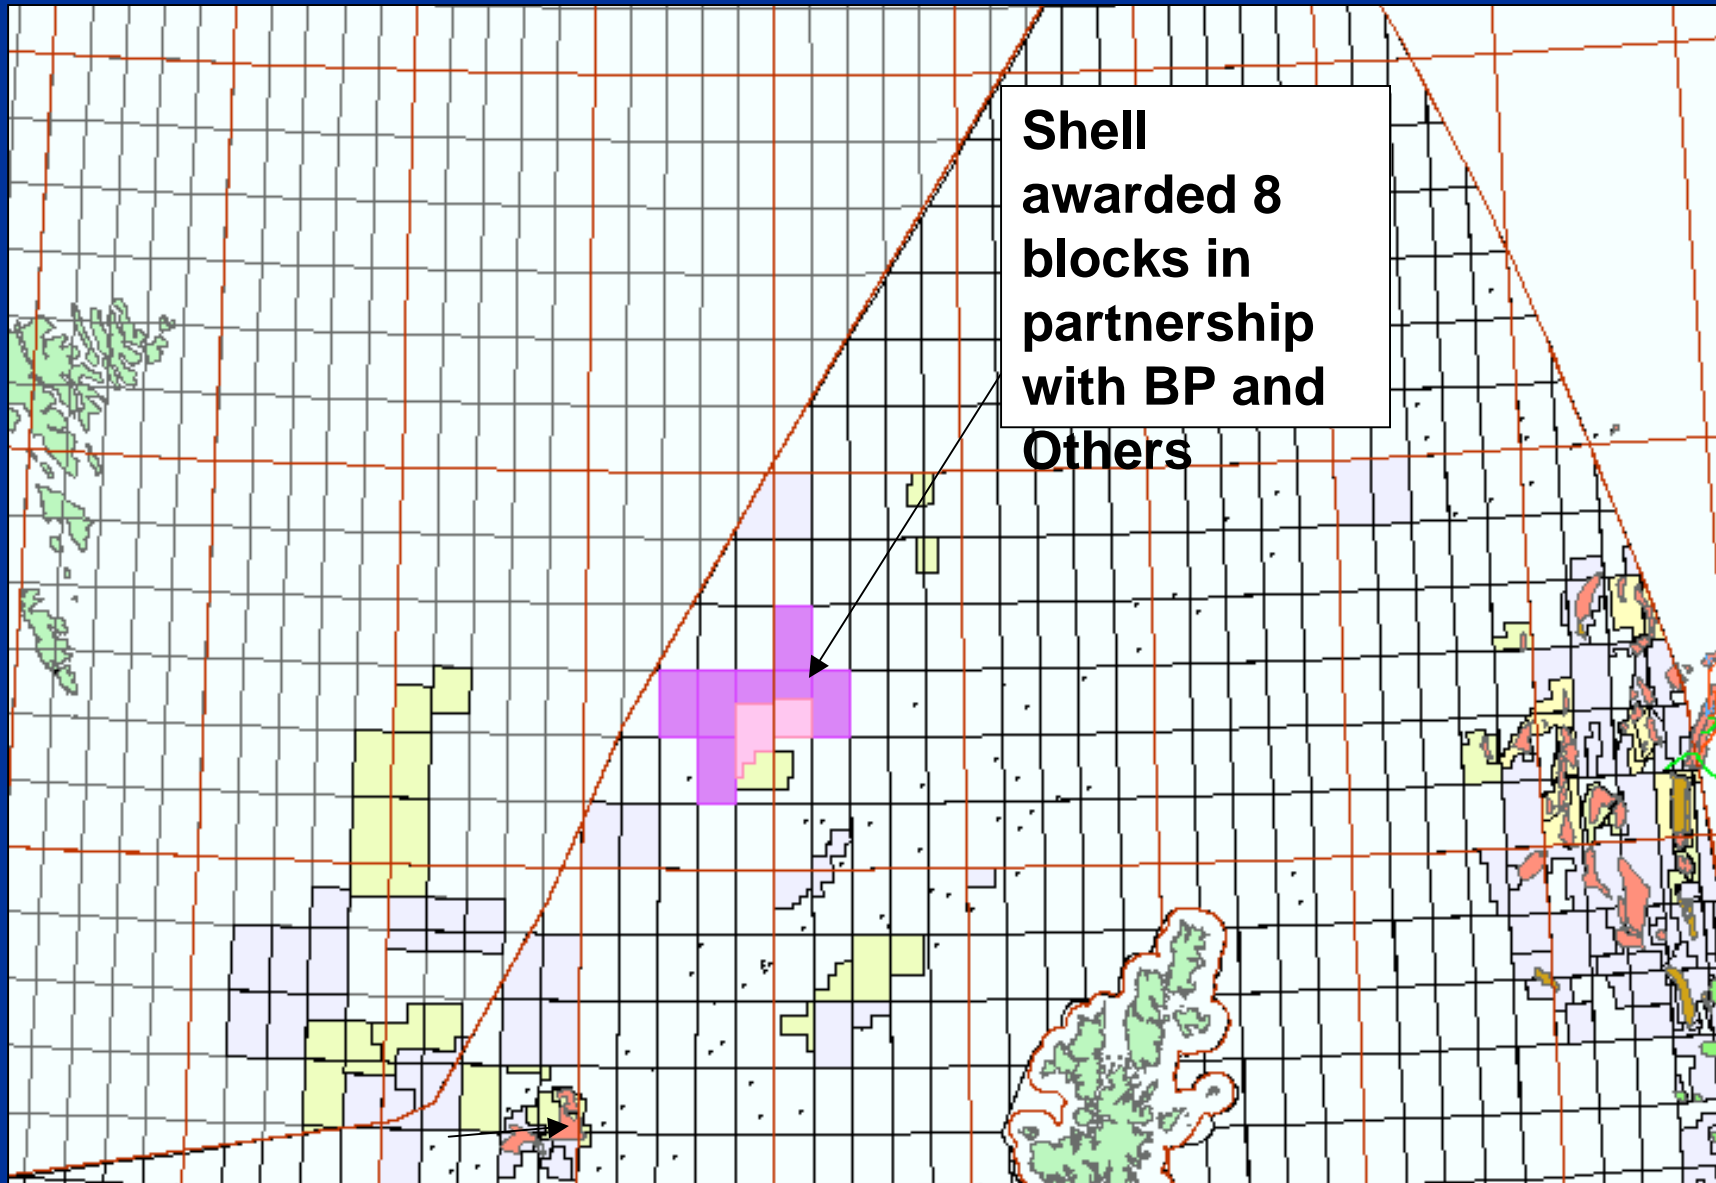 Shell
awarded 8
blocks in
partnership
with BP and
Others